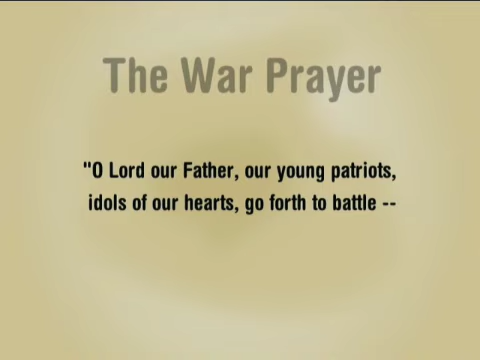 The War Prayer
"O Lord our Father, our young patriots,
idols of our hearts, go forth to battle --